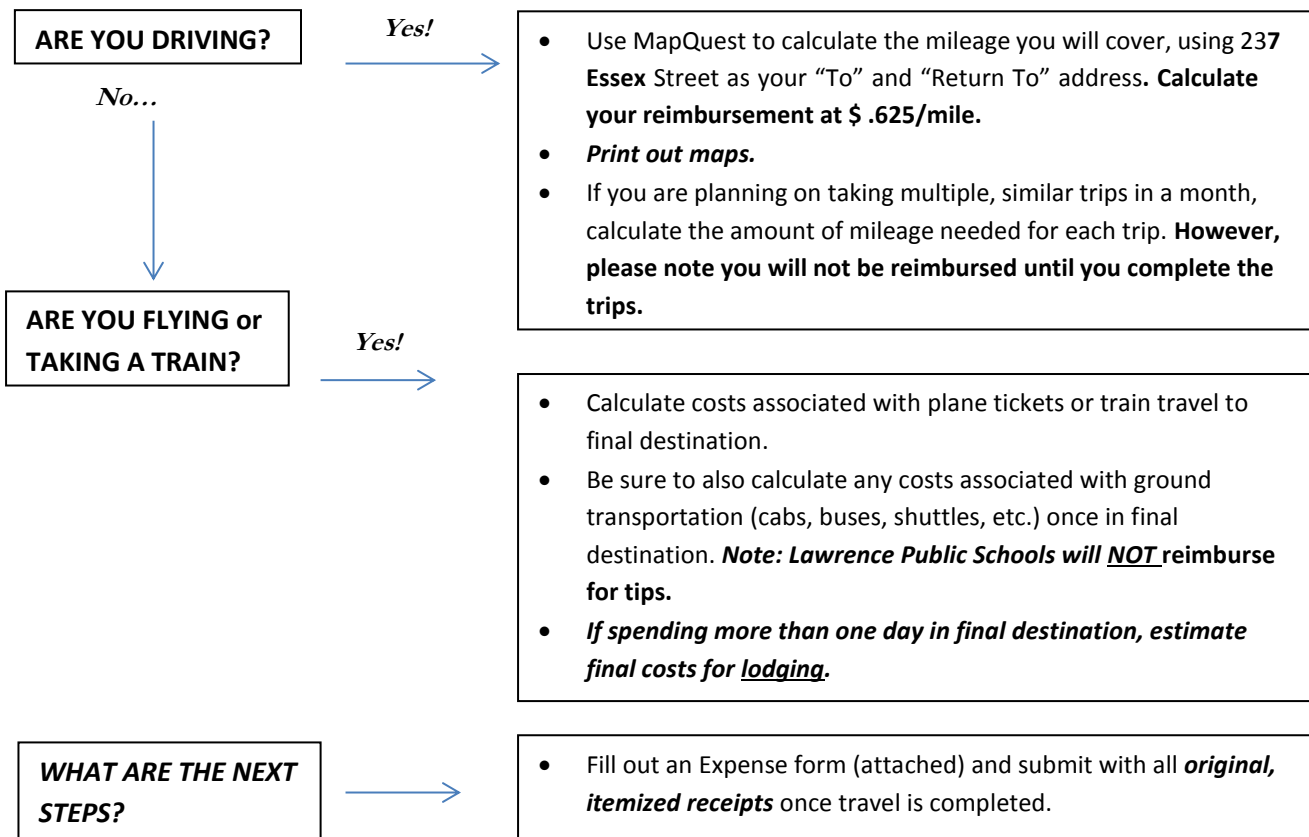 ARE YOU DRIVING?
Yes!
No…
• Use MapQuest to calculate the mileage you will cover, using 237
Essex Street as your “To” and “Return To” address. Calculate
your reimbursement at $ .625/mile.
• Print out maps.
• If you are planning on taking multiple, similar trips in a month,
calculate the amount of mileage needed for each trip. However,
please note you will not be reimbursed until you complete the
trips.
ARE YOU FLYING or
TAKING A TRAIN?
Yes!
• Calculate costs associated with plane tickets or train travel to
final destination.
• Be sure to also calculate any costs associated with ground
transportation (cabs, buses, shuttles, etc.) once in final
destination. Note: Lawrence Public Schools will NOT reimburse
for tips.
• If spending more than one day in final destination, estimate
final costs for lodging.
WHAT ARE THE NEXT
STEPS?
• Fill out an Expense form (attached) and submit with all original,
itemized receipts once travel is completed.